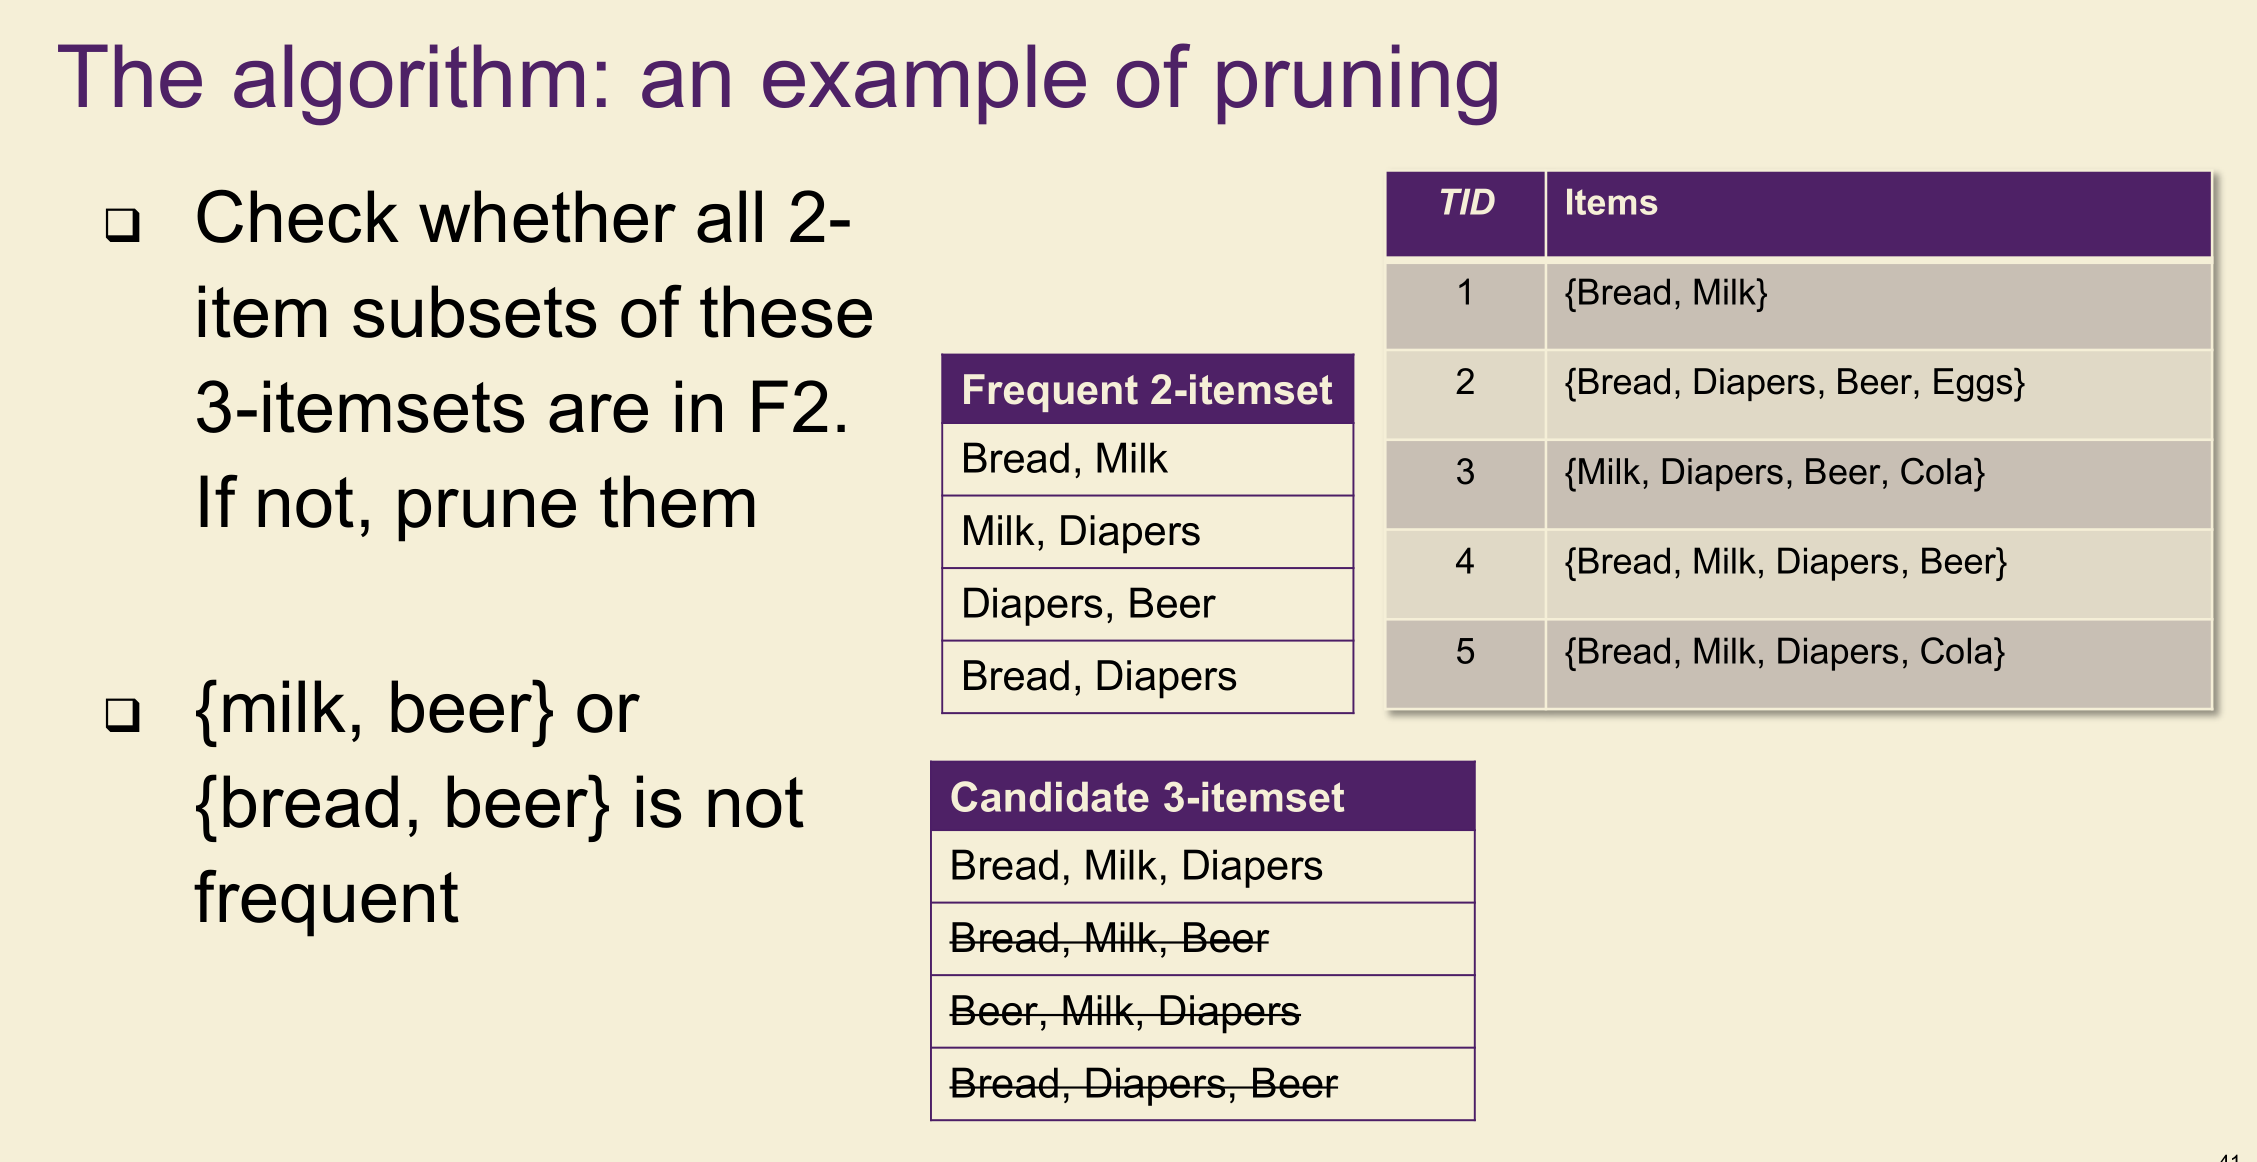 The algorithm: an example of pruning
Check whether all 2-
item subsets of these
3-itemsets are in F2.
If not, prune them
{milk, beer} or
{bread, beer} is not
frequent
Frequent 2-itemset
Bread, Milk
Milk, Diapers
Diapers, Beer
Bread, Diapers
TID Items
1 {Bread, Milk}
2 {Bread, Diapers, Beer, Eggs}
3 {Milk, Diapers, Beer, Cola}
4 {Bread, Milk, Diapers, Beer}
5 {Bread, Milk, Diapers, Cola}
Candidate 3-itemset
Bread, Milk, Diapers
Bread, Milk, Beer
Beer, Milk, Diapers
Bread, Diapers, Beer
41